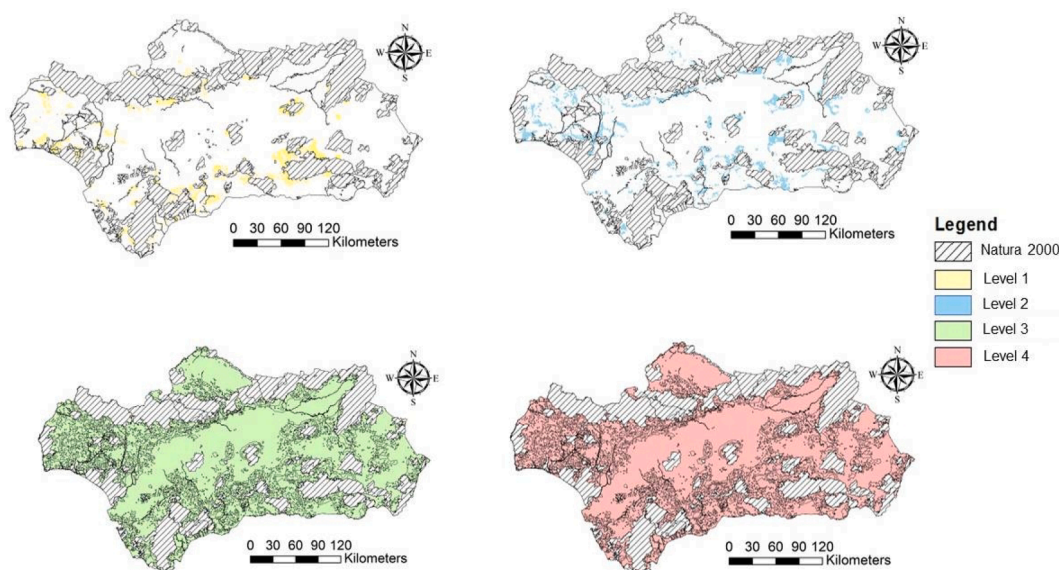 N
W E
S
0 30 60 90 120
Kilometers
N
W E
S
0 30 60 90 120
Kilometers
Legend
Natura 2000
Level 1
Level 2
Level 3
Level 4
N
W E
S
0 30 60 90 120
Kilometers
N
W E
S
0 30 60 90 120
Kilometers